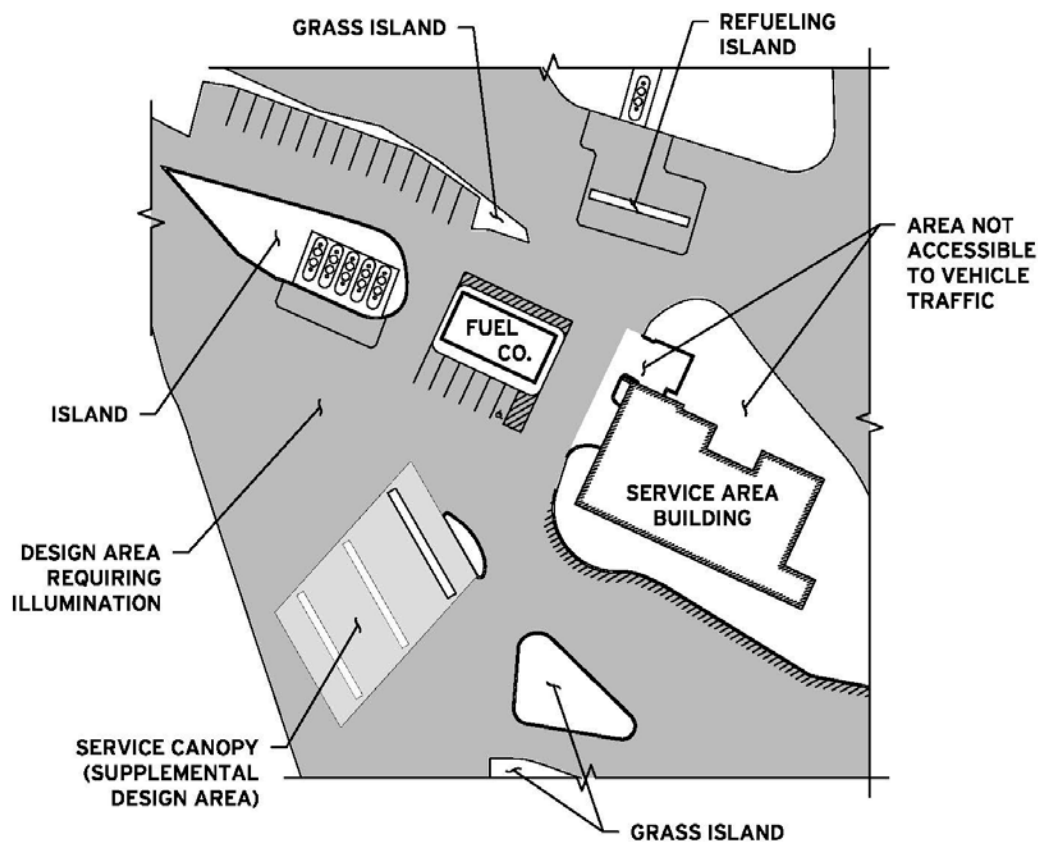 GRASS ISLAND
REFUELING
ISLAND
AREA NOT
ACCESSIBLE
TO VEHICLE
TRAFFIC
FUEL
CO.
ISLAND
SERVICE AREA
BUILDING
DESIGN AREA
REQUIRING
ILLUMINATION
SERVICE CANOPY
(SUPPLEMENTAL
DESIGN AREA)
GRASS ISLAND